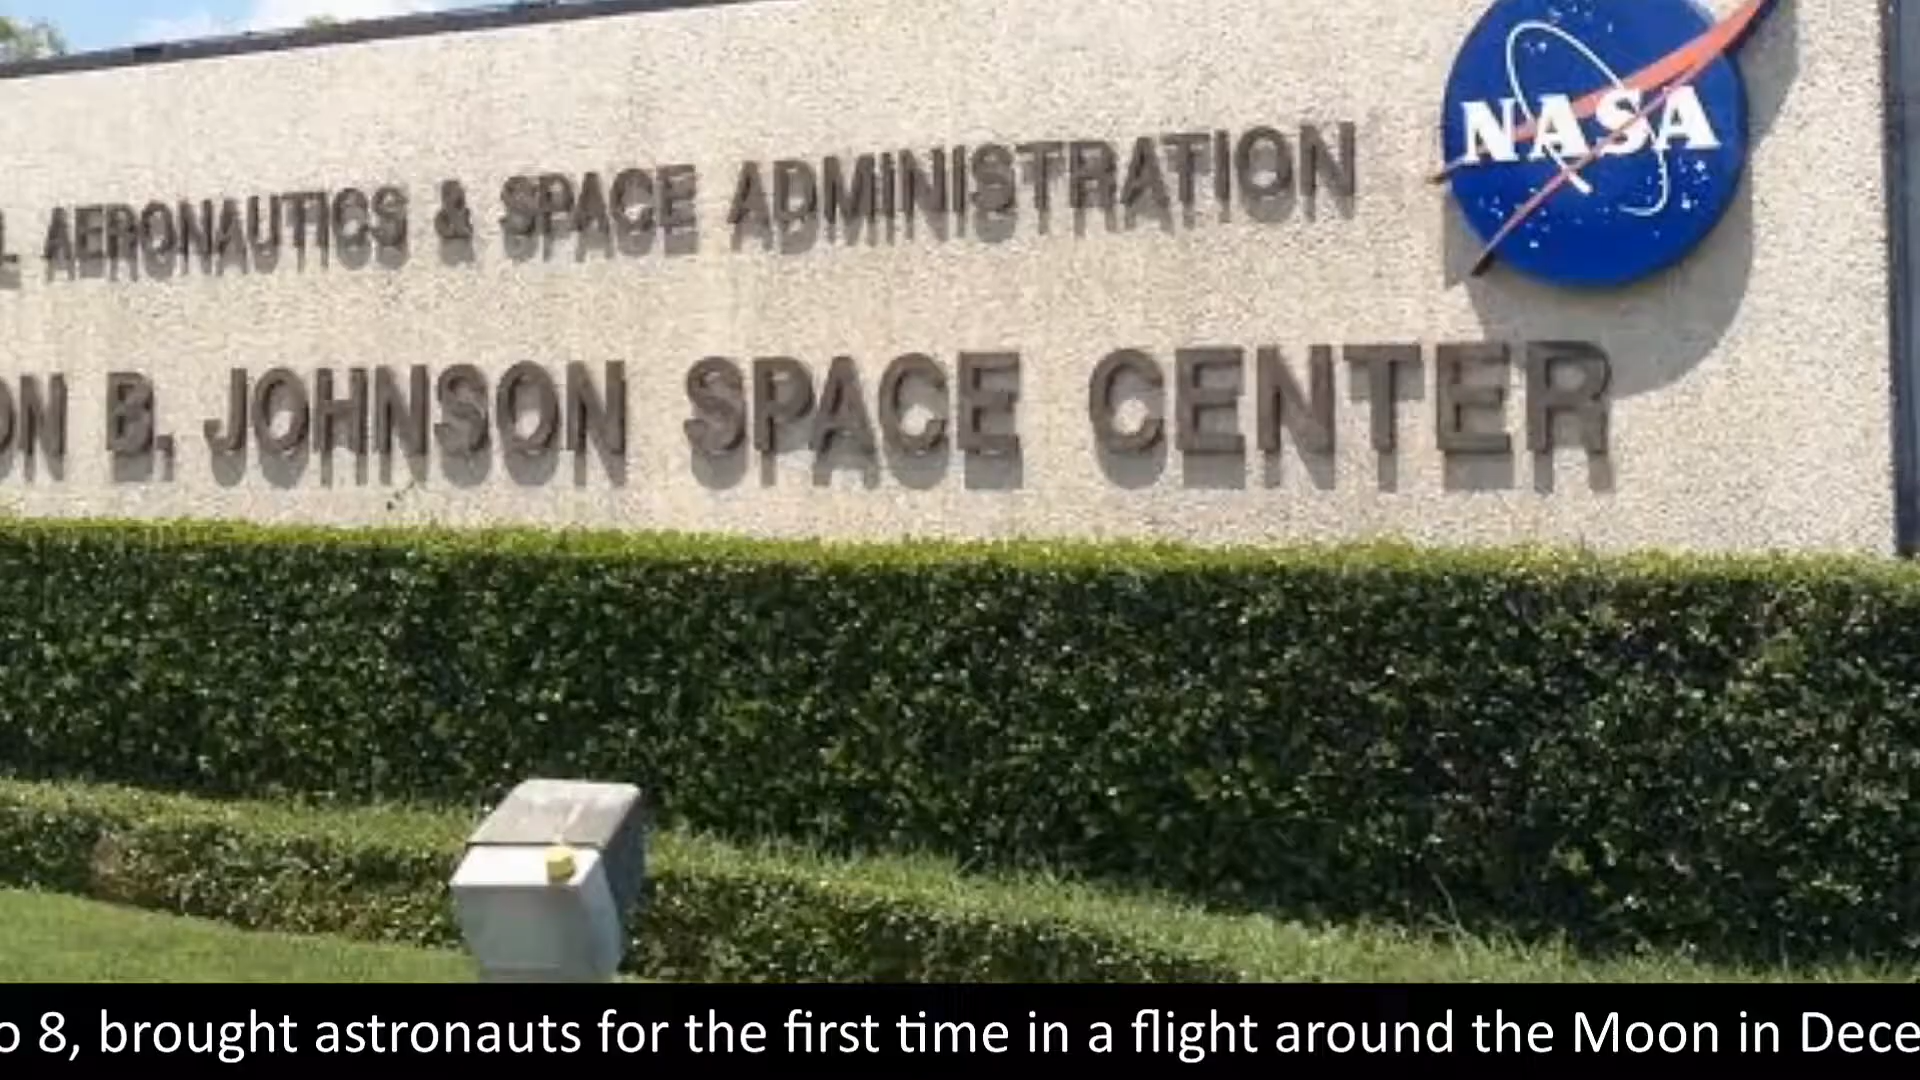 L AERONAUTICS & SPACE ADMINISTRATION
NASA
ON B. JOHNSON SPACE CENTER
o 8, brought astronauts for the first time in a flight around the Moon in Dece